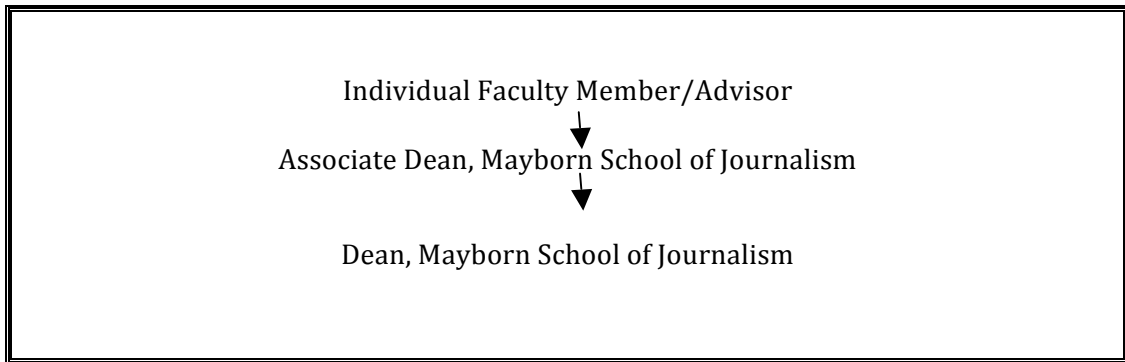 Individual Faculty Member/Advisor
Associate Dean, Mayborn School of Journalism
Dean, Mayborn School of Journalism